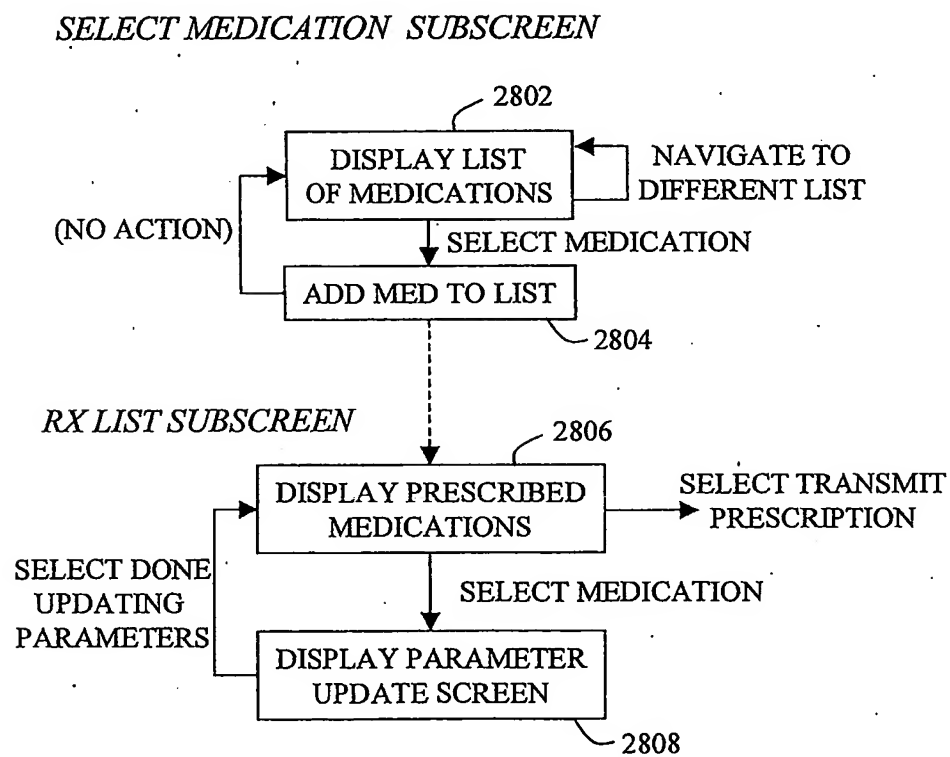 SELECT MEDICATION SUBSCREEN
2802
DISPLAY LIST
OF MEDICATIONS
NAVIGATE TO
DIFFERENT LIST
(NO ACTION)
SELECT MEDICATION
ADD MED TO LIST
2804
RX LIST SUBSCREEN
2806
DISPLAY PRESCRIBED
MEDICATIONS
SELECT TRANSMIT
PRESCRIPTION
SELECT DONE
UPDATING
PARAMETERS
SELECT MEDICATION
DISPLAY PARAMETER
UPDATE SCREEN
2808